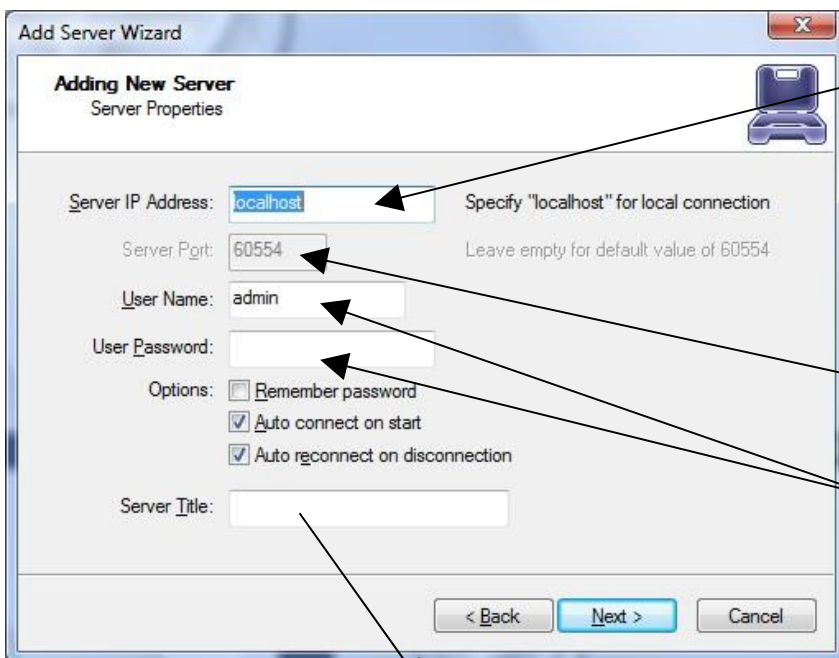 Add Server Wizard
Adding New Server
Server Properties
Server IP Address: localhost Specify "localhost" for local connection
Server Port: 60554 Leave empty for default value of 60554
User Name: admin
User Password:
Options: Remember password
Auto connect on start
Auto reconnect on disconnection
Server Title:
< Back Next > Cancel